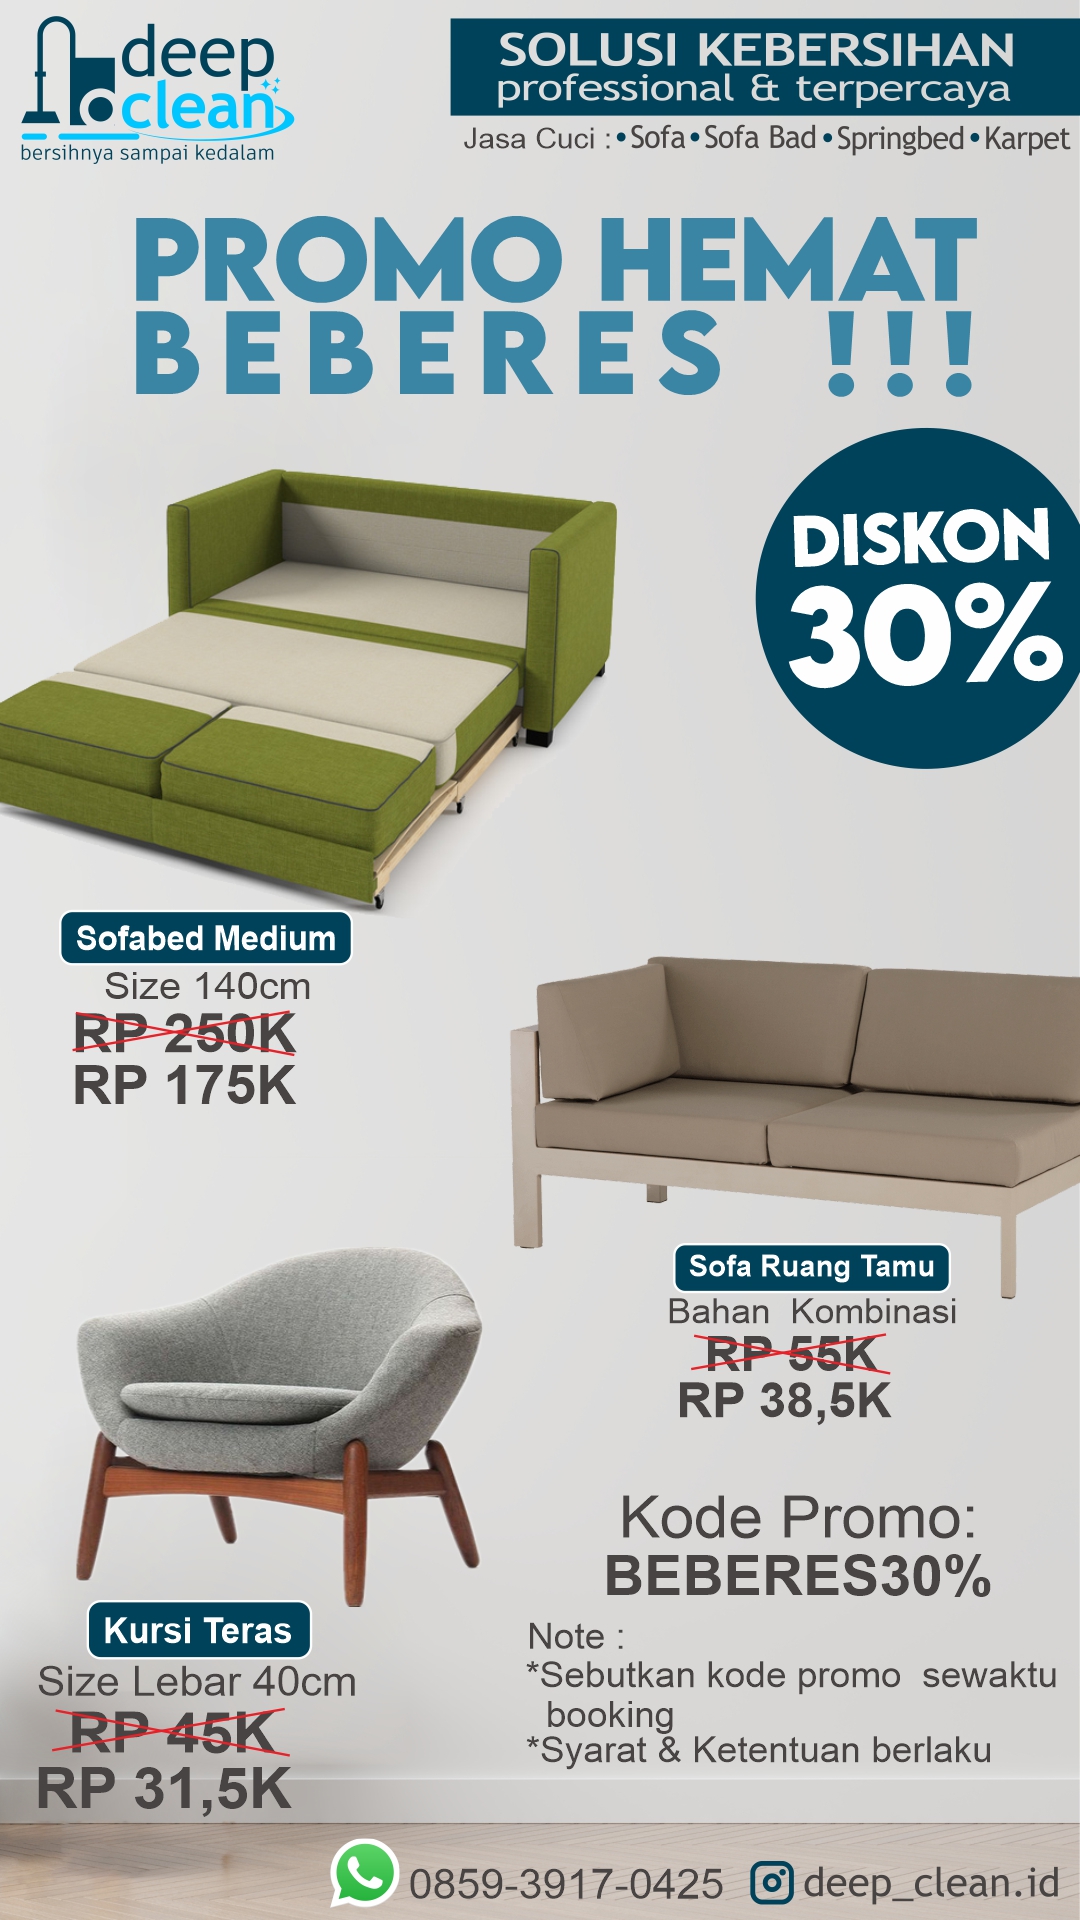 deep
clean
bersihnya sampai kedalam
SOLUSI KEBERSIHAN
professional & terpercaya
Jasa Cuci : •Sofa •Sofa Bad •Springbed •Karpet
PROMO HEMAT
BEBERES !!!
DISKON
30%
Sofabed Medium
Size 140cm
RP 250K
RP 175K
Sofa Ruang Tamu
Bahan Kombinasi
RP 55K
RP 38,5K
Kursi Teras
Size Lebar 40cm
RP 45K
RP 31,5K
Kode Promo:
BEBERES30%
Note :
*Sebutkan kode promo sewaktu
booking
*Syarat & Ketentuan berlaku
0859-3917-0425
deep_clean.id